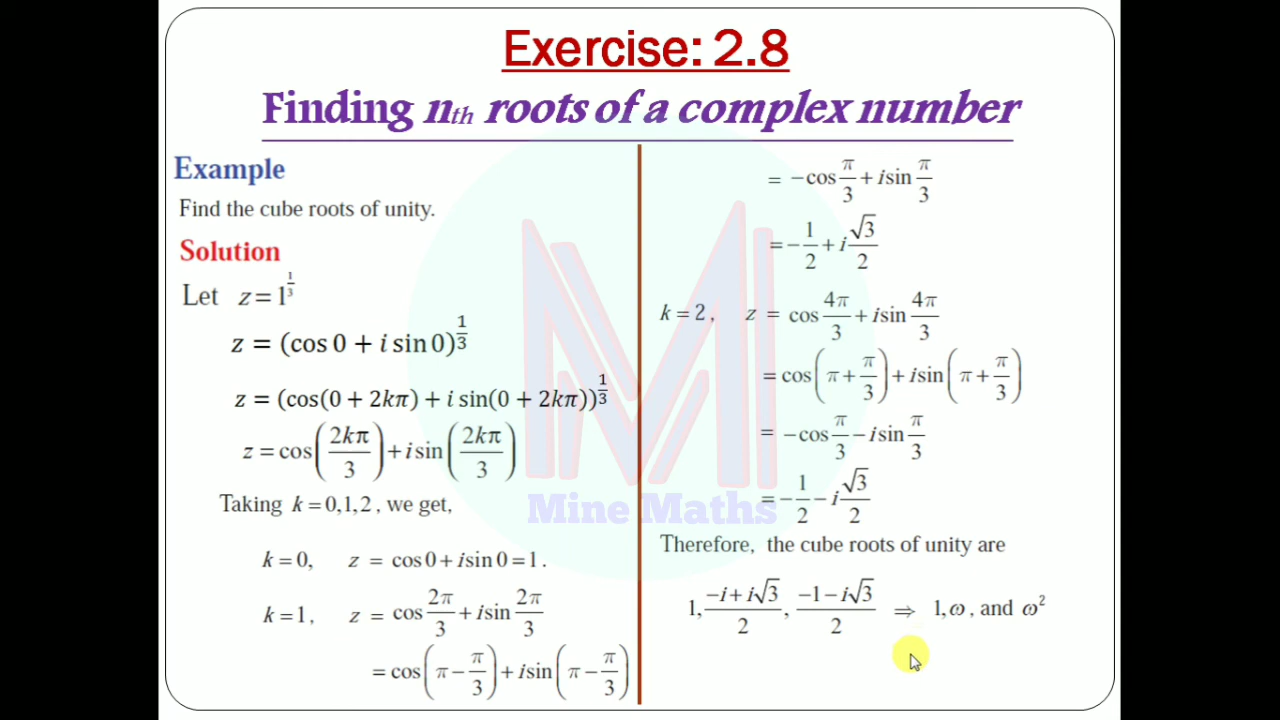 Exercise: 2.8
Finding nth roots of a complex number
Example
Find the cube roots of unity.
Solution
Let z = 1^(1/3)
z = (cos 0 + i sin 0)^(1/3)
z = (cos(0 + 2kπ) + i sin(0 + 2kπ))^(1/3)
z = cos(2kπ/3) + i sin(2kπ/3)
Taking k = 0,1,2, we get,
k = 0, z = cos 0 + i sin 0 = 1.
k = 1, z = cos 2π/3 + i sin 2π/3
= cos(π − π/3) + i sin(π − π/3)
= −cos π/3 + i sin π/3
= −1/2 + i √3/2
k = 2, z = cos 4π/3 + i sin 4π/3
= cos(π + π/3) + i sin(π + π/3)
= −cos π/3 − i sin π/3
= −1/2 − i √3/2
Therefore, the cube roots of unity are
1, (−i + i√3)/2, (−1 − i√3)/2 ⇒ 1, ω, and ω²
Mine Maths